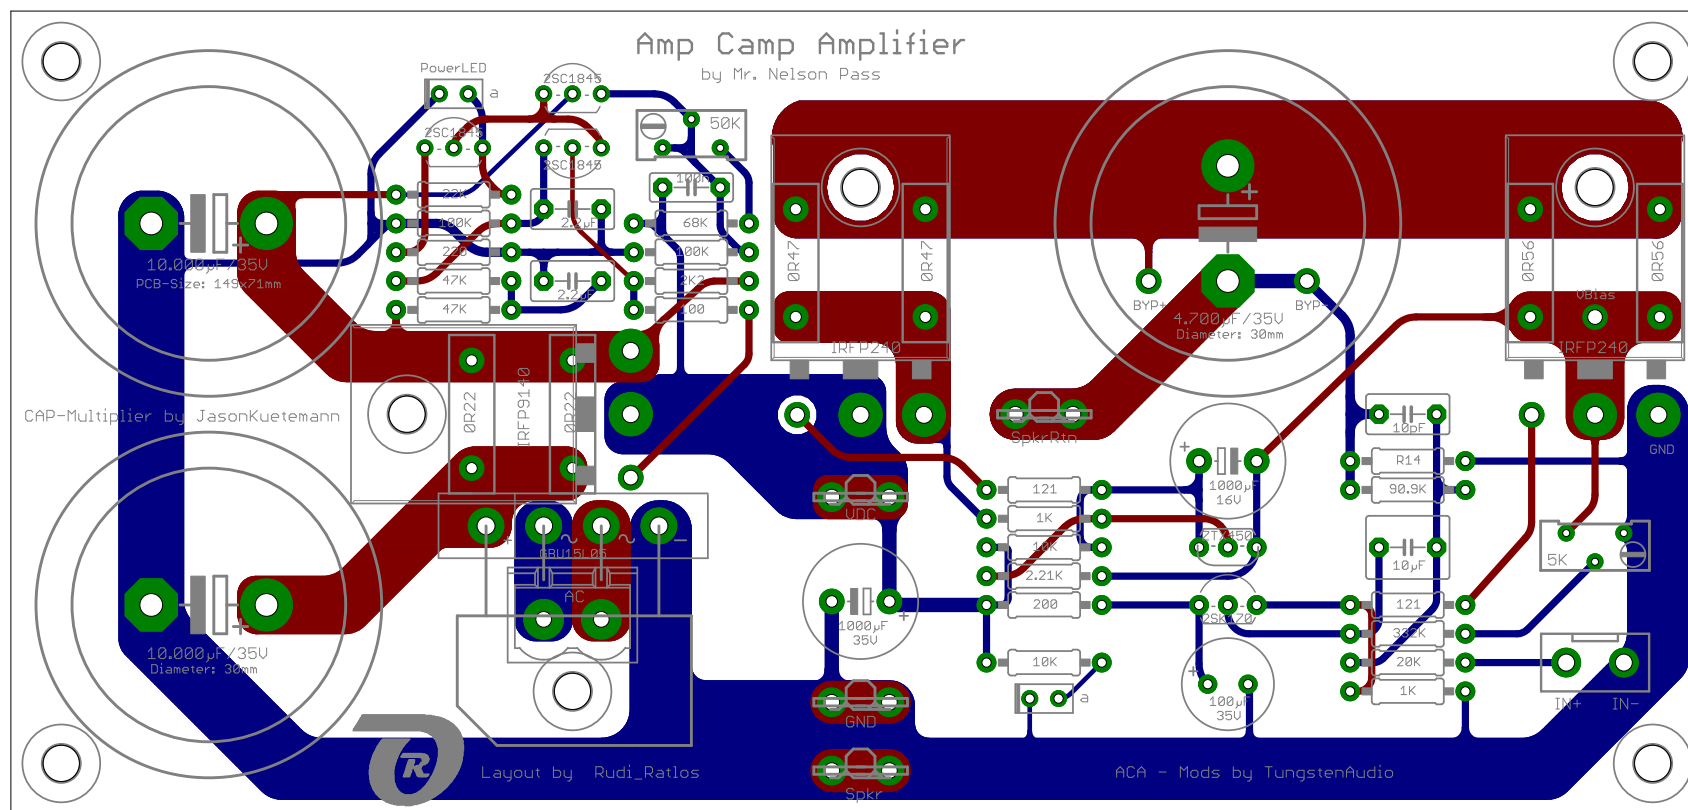 Amp Camp Amplifier
by Mr. Nelson Pass
PowerLED
a
2SC1845
2SC1845
2SC1845
50K
100n
22K
100K
220
47K
47K
2.2µF
2.2µF
68K
100K
2K2
100
+
10.000µF/35V
PCB-Size: 149x71mm
0R47
0R47
IRFP240
+
BYP+
BYP-
4.700µF/35V
Diameter: 30mm
0R56
0R56
VBias
IRFP240
CAP-Multiplier by JasonKuetemann
0R22
IRFP9140
0R22
SpkrRtn
10pF
GND
R14
90.9K
+
1000µF
16V
121
1K
10K
2.21K
200
10K
VDC
+
~
~
-
GBU15L05
AC
ZTX450
10µF
5K
+
10.000µF/35V
Diameter: 30mm
1000µF
35V
+
2SK170
121
332K
20K
1K
+
100µF
35V
a
IN+
IN-
GND
R
Layout by Rudi_Ratlos
Spkr
ACA - Mods by TungstenAudio